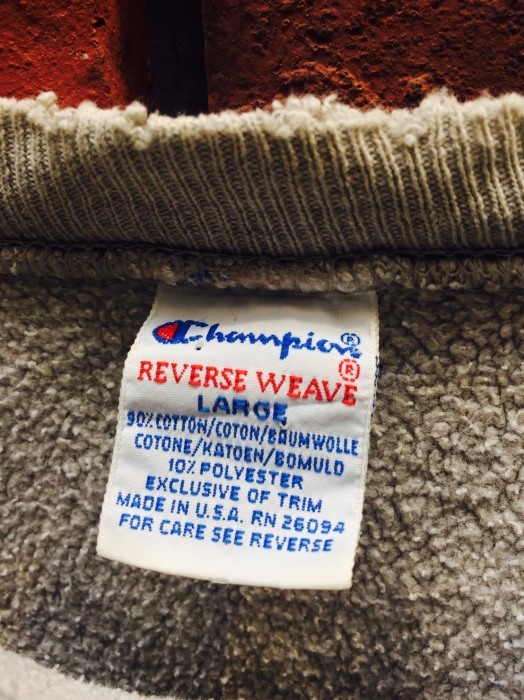 Champion®
REVERSE WEAVE®
LARGE
90% COTTON/COTON/BAUMWOLLE
COTONE/KATOEN/BOMULD
10% POLYESTER
EXCLUSIVE OF TRIM
MADE IN U.S.A. RN 26094
FOR CARE SEE REVERSE